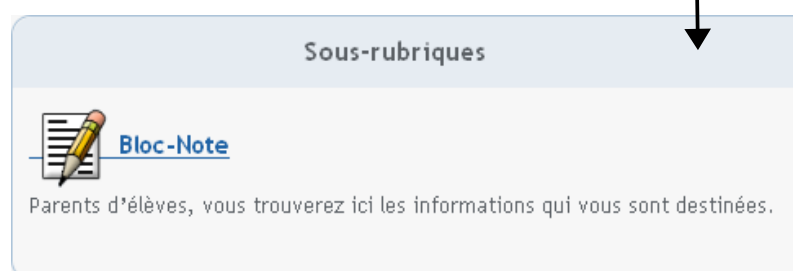 Sous-rubriques
Bloc-Note
Parents d'élèves, vous trouverez ici les informations qui vous sont destinées.